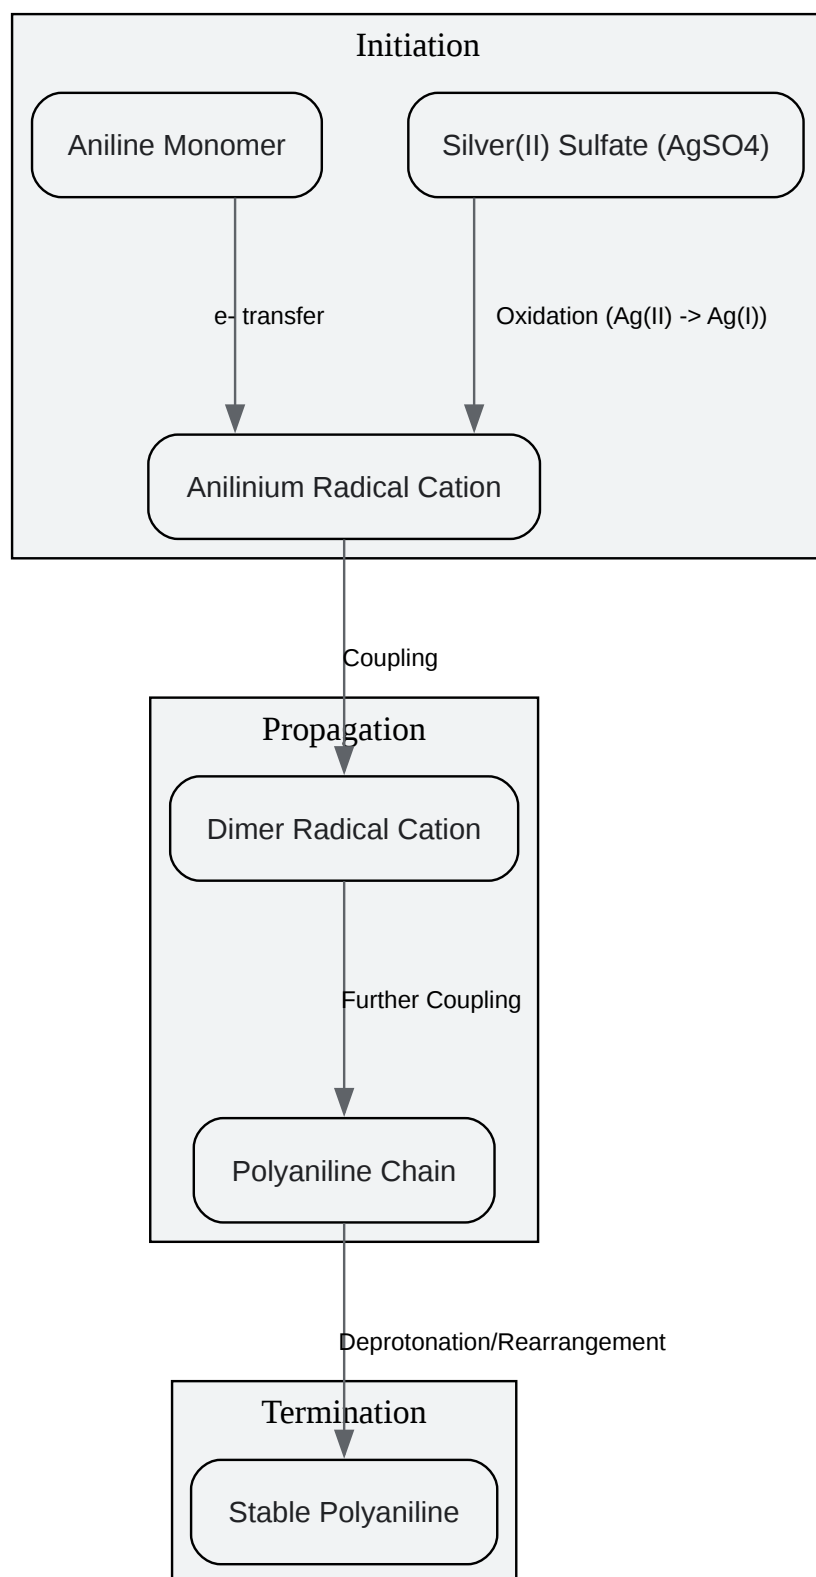 Initiation
Aniline Monomer
Silver(II) Sulfate (AgSO4)
e- transfer
Oxidation (Ag(II) -> Ag(I))
Anilinium Radical Cation
Coupling
Propagation
Dimer Radical Cation
Further Coupling
Polyaniline Chain
Deprotonation/Rearrangement
Termination
Stable Polyaniline